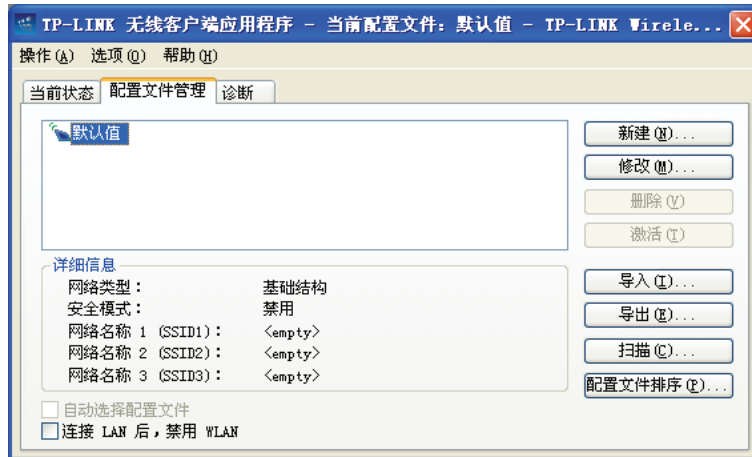 TP-LINK 无线客户端应用程序 - 当前配置文件：默认值 - TP-LINK Wirele...
操作(A) 选项(O) 帮助(H)
当前状态 配置文件管理 诊断
默认值
新建(N)...
修改(M)...
删除(V)
激活(T)
详细信息
网络类型： 基础结构
安全模式： 禁用
网络名称 1 (SSID1)： <empty>
网络名称 2 (SSID2)： <empty>
网络名称 3 (SSID3)： <empty>
导入(I)...
导出(E)...
扫描(C)...
配置文件排序(P)...
自动选择配置文件
连接 LAN 后，禁用 WLAN